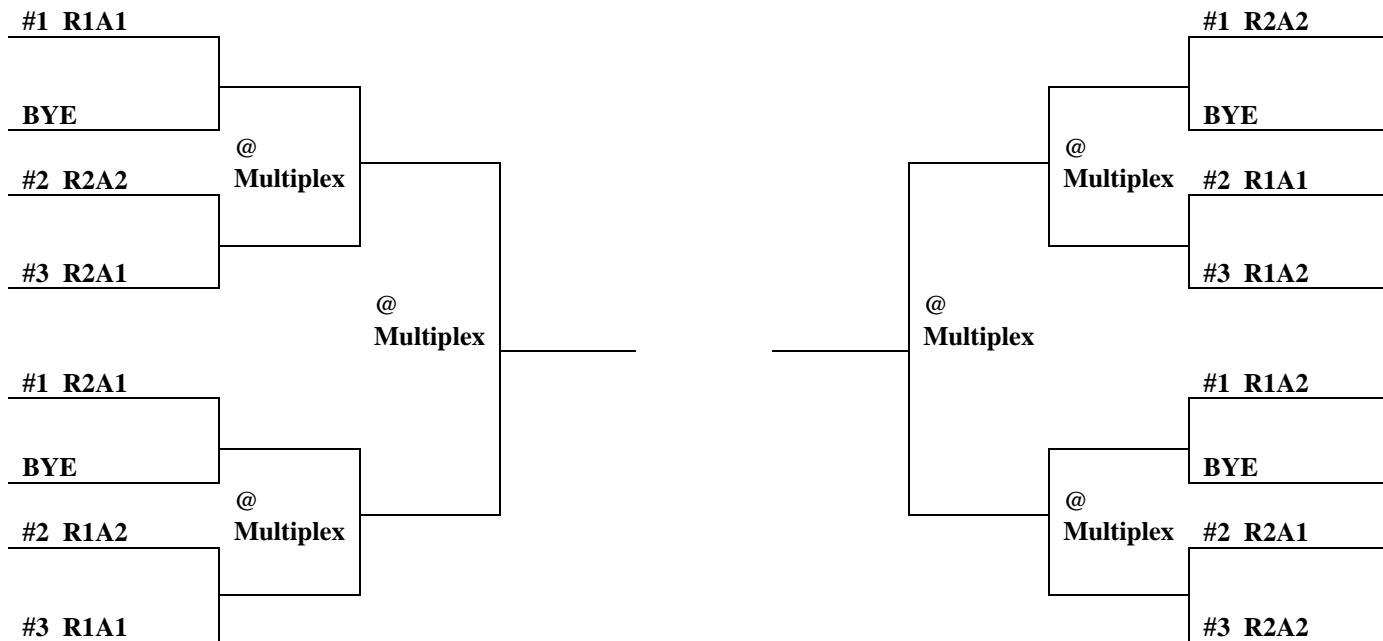 #1 R1A1
BYE
@
Multiplex
#2 R2A2
#3 R2A1
@
Multiplex
#1 R2A1
BYE
@
Multiplex
#2 R1A2
#3 R1A1
#1 R2A2
BYE
@
Multiplex
#2 R1A1
#3 R1A2
@
Multiplex
#1 R1A2
BYE
@
Multiplex
#2 R2A1
#3 R2A2